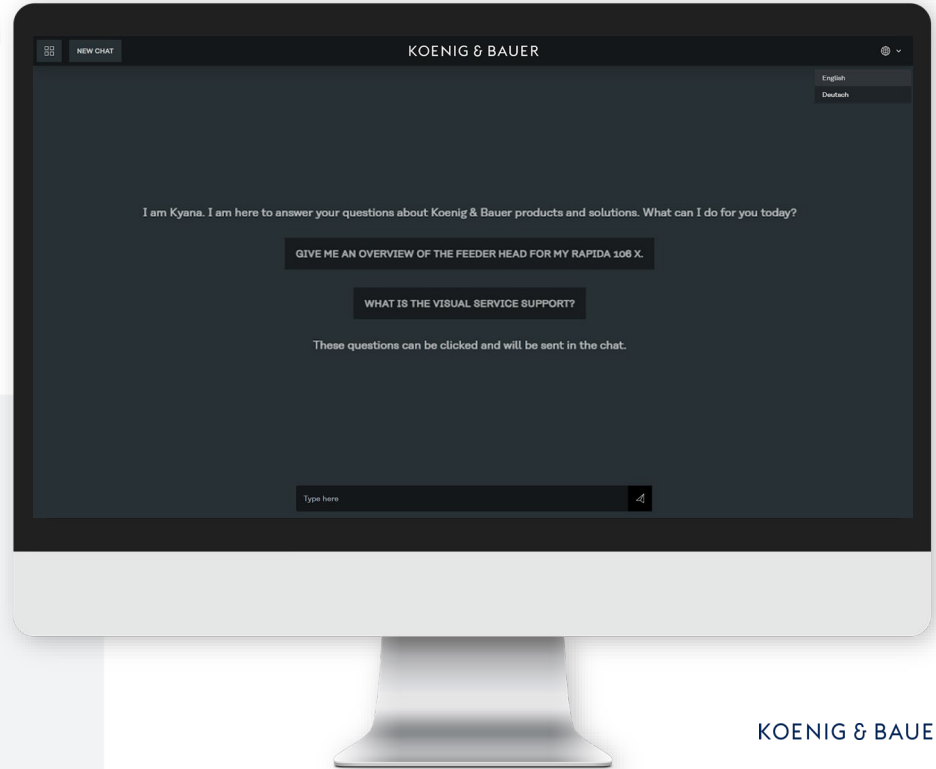 NEW CHAT
KOENIG & BAUER
English
Deutsch
I am Kyana. I am here to answer your questions about Koenig & Bauer products and solutions. What can I do for you today?
GIVE ME AN OVERVIEW OF THE FEEDER HEAD FOR MY RAPIDA 106 X.
WHAT IS THE VISUAL SERVICE SUPPORT?
These questions can be clicked and will be sent in the chat.
Type here
KOENIG & BAUE